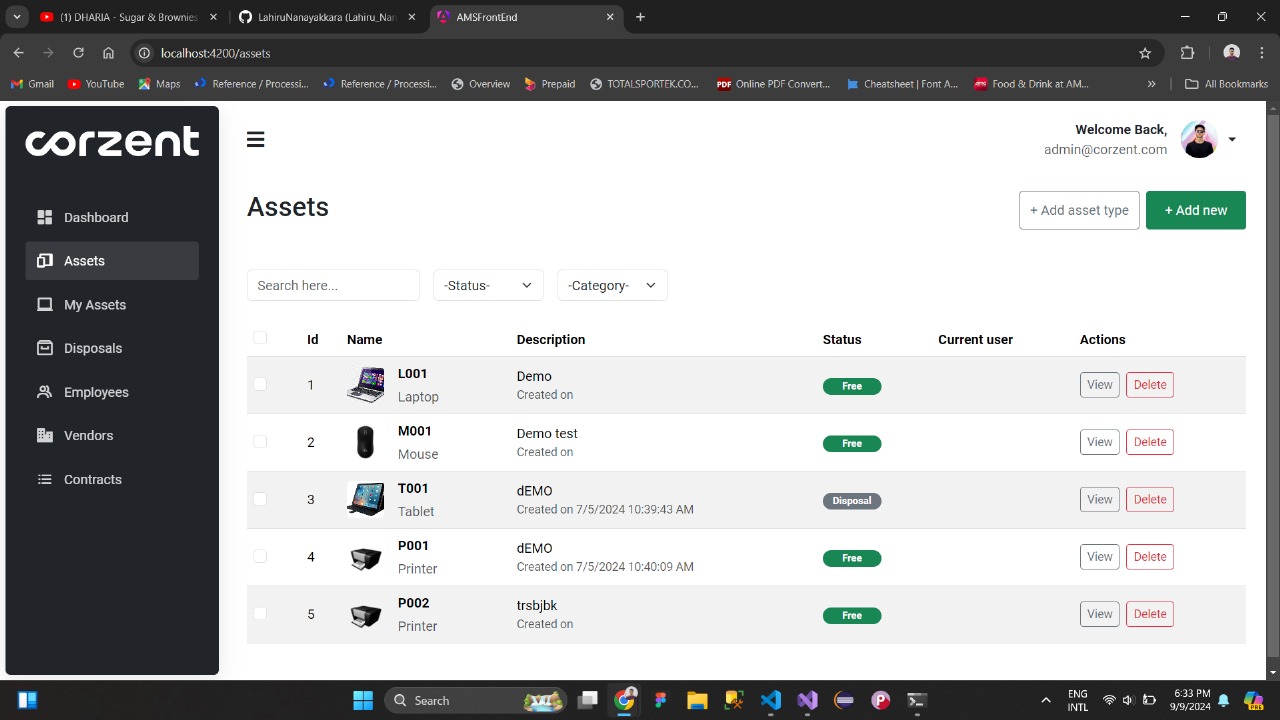 (1) DHARIA - Sugar & Brownies
LahiruNanayakkara (Lahiru_Nan
AMSFrontEnd
localhost:4200/assets
Gmail
YouTube
Maps
Reference / Processi...
Reference / Processi...
Overview
Prepaid
TOTALSPORTEK.CO...
PDF
Online PDF Convert...
Cheatsheet | Font A...
Food & Drink at AM...
All Bookmarks
corzent
Dashboard
Assets
My Assets
Disposals
Employees
Vendors
Contracts
Welcome Back,
admin@corzent.com
Assets
+ Add asset type
+ Add new
Search here...
-Status-
-Category-
Id Name Description Status Current user Actions
1 L001 Demo Free View Delete
Laptop Created on
2 M001 Demo test Free View Delete
Mouse Created on
3 T001 dEMO Disposal View Delete
Tablet Created on 7/5/2024 10:39:43 AM
4 P001 dEMO Free View Delete
Printer Created on 7/5/2024 10:40:09 AM
5 P002 trsbjbk Free View Delete
Printer Created on
Search
ENG
INTL
6:33 PM
9/9/2024
PRE